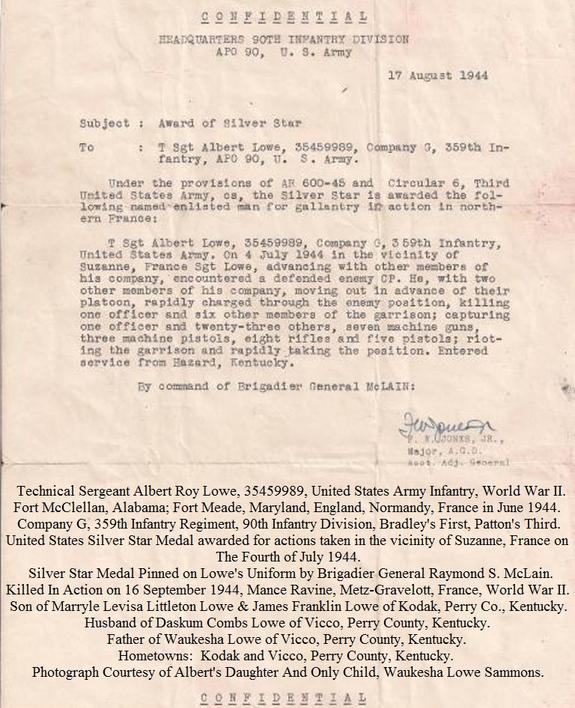 CONFIDENTIAL
HEADQUARTERS 90TH INFANTRY DIVISION
APO 90, U. S. Army
17 August 1944
Subject : Award of Silver Star
To : T Sgt Albert Lowe, 35459989, Company G, 359th In-
fantry, APO 90, U. S. Army.
Under the provisions of AR 600-45 and Circular 6, Third
United States Army, cs, the Silver Star is awarded the fol-
lowing named enlisted man for gallantry in action in north-
ern France:
T Sgt Albert Lowe, 35459989, Company G, 359th Infantry,
United States Army. On 4 July 1944 in the vicinity of
Suzanne, France Sgt Lowe, advancing with other members of
his company, encountered a defended enemy CP. He, with two
other members of his company, moving out in advance of their
platoon, rapidly charged through the enemy position, killing
one officer and six other members of the garrison; capturing
one officer and twenty-three others, seven machine guns,
three machine pistols, eight rifles and five pistols; riot-
ing the garrison and rapidly taking the position. Entered
service from Hazard, Kentucky.
By command of Brigadier General McLAIN:
JONES, JR.,
Major, A.G.D.
Asst. Adj. General
Technical Sergeant Albert Roy Lowe, 35459989, United States Army Infantry, World War II.
Fort McClellan, Alabama; Fort Meade, Maryland, England, Normandy, France in June 1944.
Company G, 359th Infantry Regiment, 90th Infantry Division, Bradley's First, Patton's Third.
United States Silver Star Medal awarded for actions taken in the vicinity of Suzanne, France on
The Fourth of July 1944.
Silver Star Medal Pinned on Lowe's Uniform by Brigadier General Raymond S. McLain.
Killed In Action on 16 September 1944, Mance Ravine, Metz-Gravelott, France, World War II.
Son of Marryle Levisa Littleton Lowe & James Franklin Lowe of Kodak, Perry Co., Kentucky.
Husband of Daskum Combs Lowe of Vicco, Perry County, Kentucky.
Father of Waukesha Lowe of Vicco, Perry County, Kentucky.
Hometowns: Kodak and Vicco, Perry County, Kentucky.
Photograph Courtesy of Albert's Daughter And Only Child, Waukesha Lowe Sammons.
CONFIDENTIAL